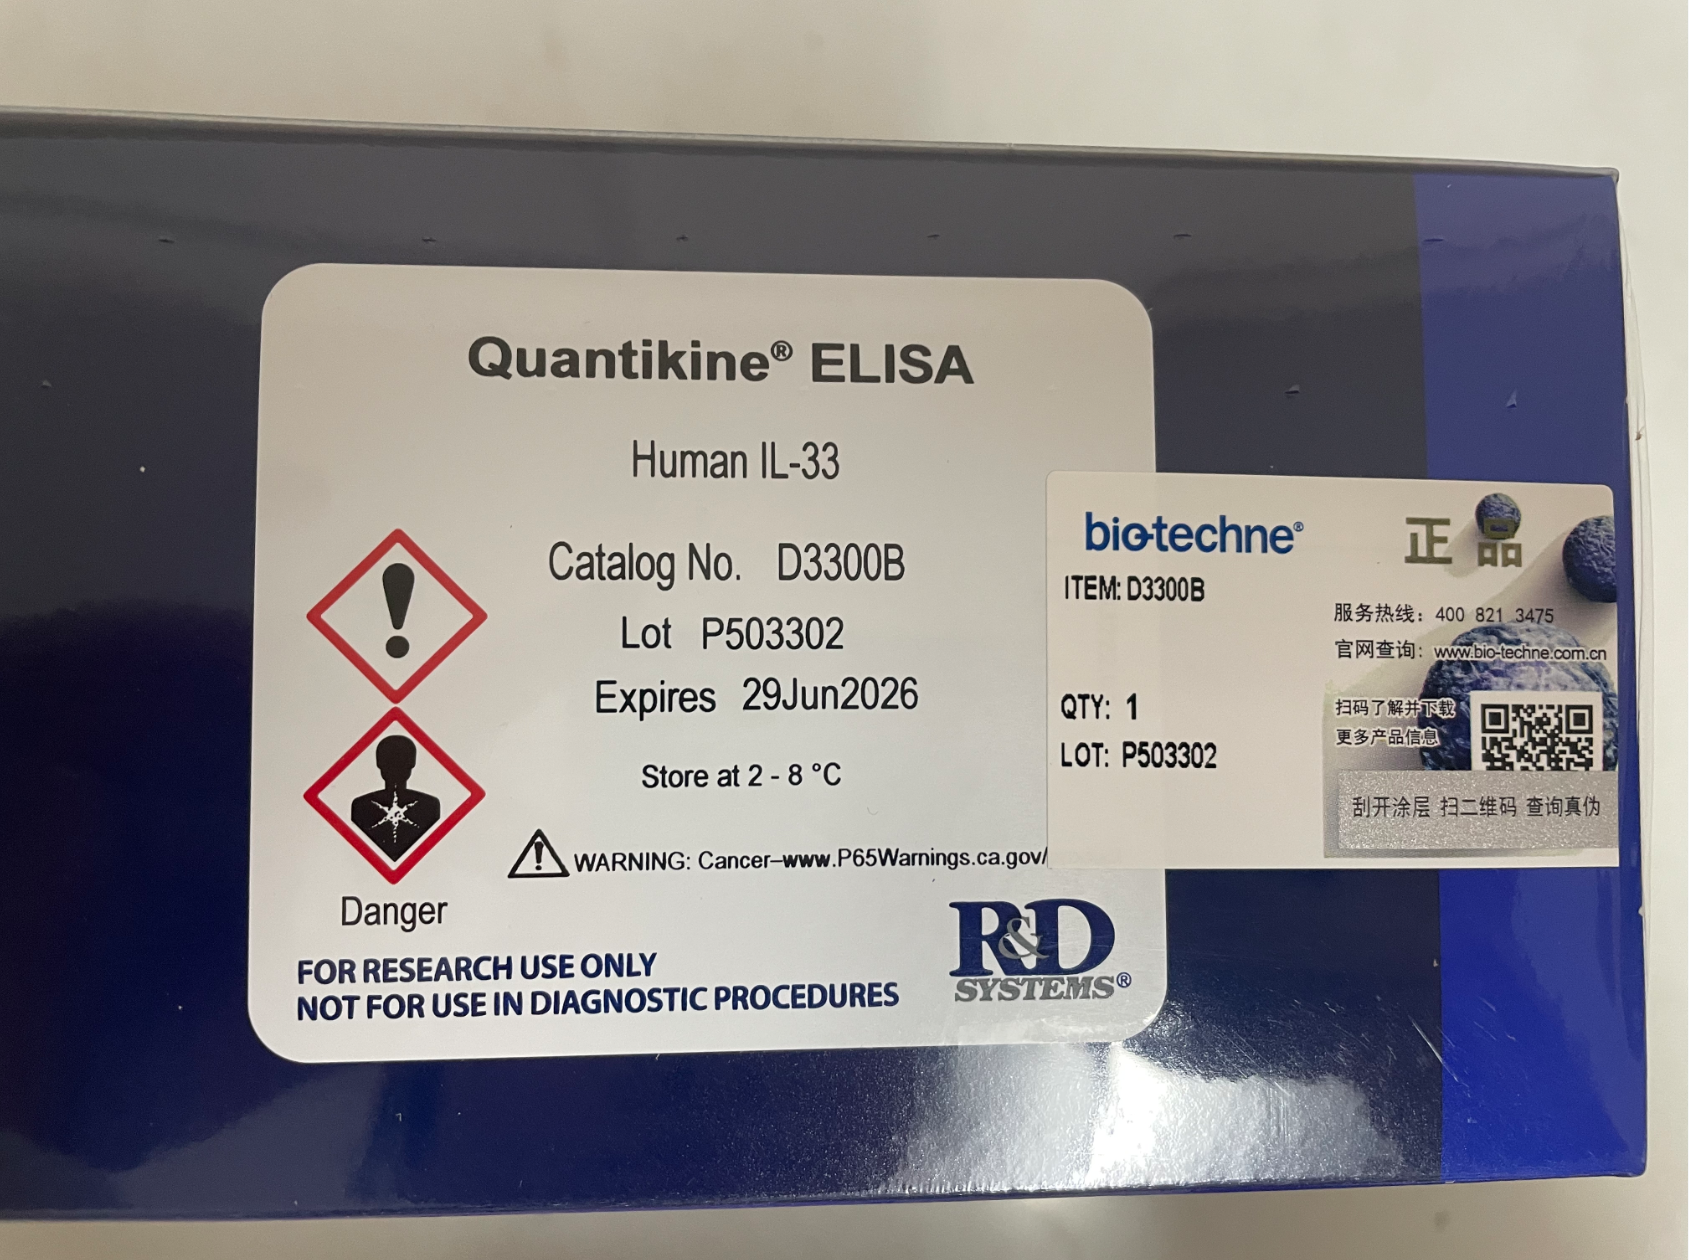 Quantikine® ELISA
Human IL-33
Catalog No. D3300B
Lot P503302
Expires 29Jun2026
Store at 2 - 8 °C
WARNING: Cancer–www.P65Warnings.ca.gov/
Danger
FOR RESEARCH USE ONLY
NOT FOR USE IN DIAGNOSTIC PROCEDURES
R&D
SYSTEMS®
bio-techne®
正品
ITEM: D3300B
服务热线：400 821 3475
官网查询：www.bio-techne.com.cn
QTY: 1
LOT: P503302
扫码了解并下载
更多产品信息
刮开涂层 扫二维码 查询真伪